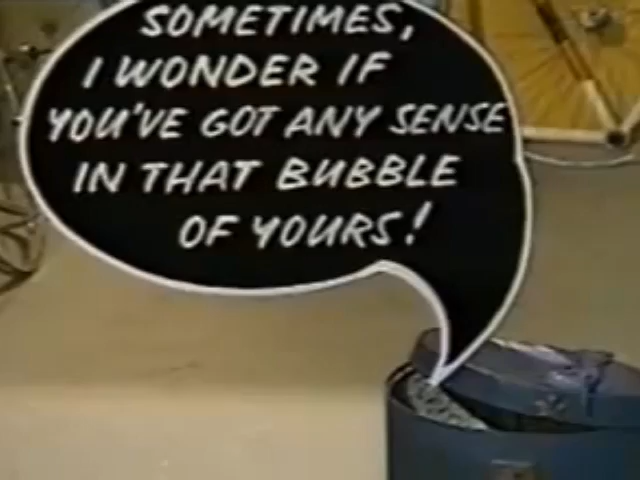 SOMETIMES,
I WONDER IF
YOU'VE GOT ANY SENSE
IN THAT BUBBLE
OF YOURS!